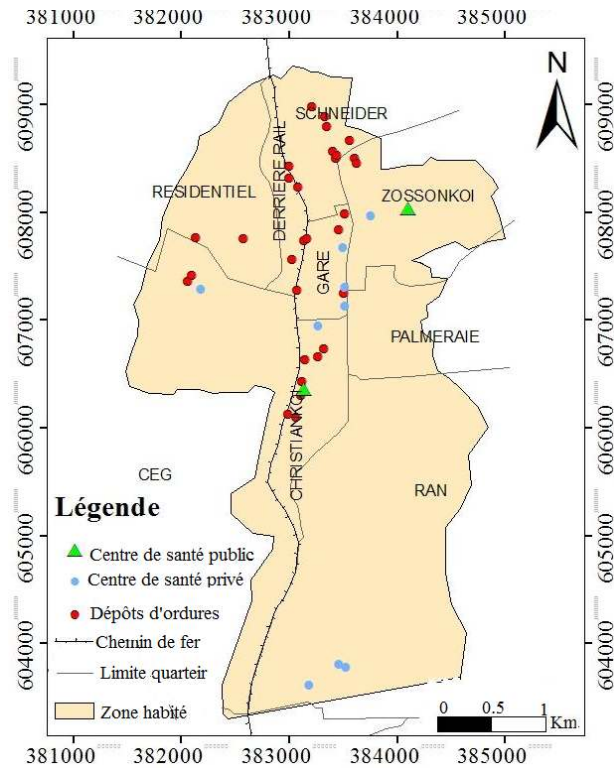 381000 382000 383000 384000 385000
N
609000 609000
SCHNEIDER
DERRIERE RAIL
RESIDENTIEL
ZOSSONKOI
608000 608000
GARE
607000 607000
PALMERAIE
606000 606000
CHRISTIANKOI
CEG
RAN
Légende
Centre de santé public
605000 605000
Centre de santé privé
Dépôts d'ordures
Chemin de fer
604000 604000
Limite quarteir
Zone habité
0 0.5 1
Km
381000 382000 383000 384000 385000